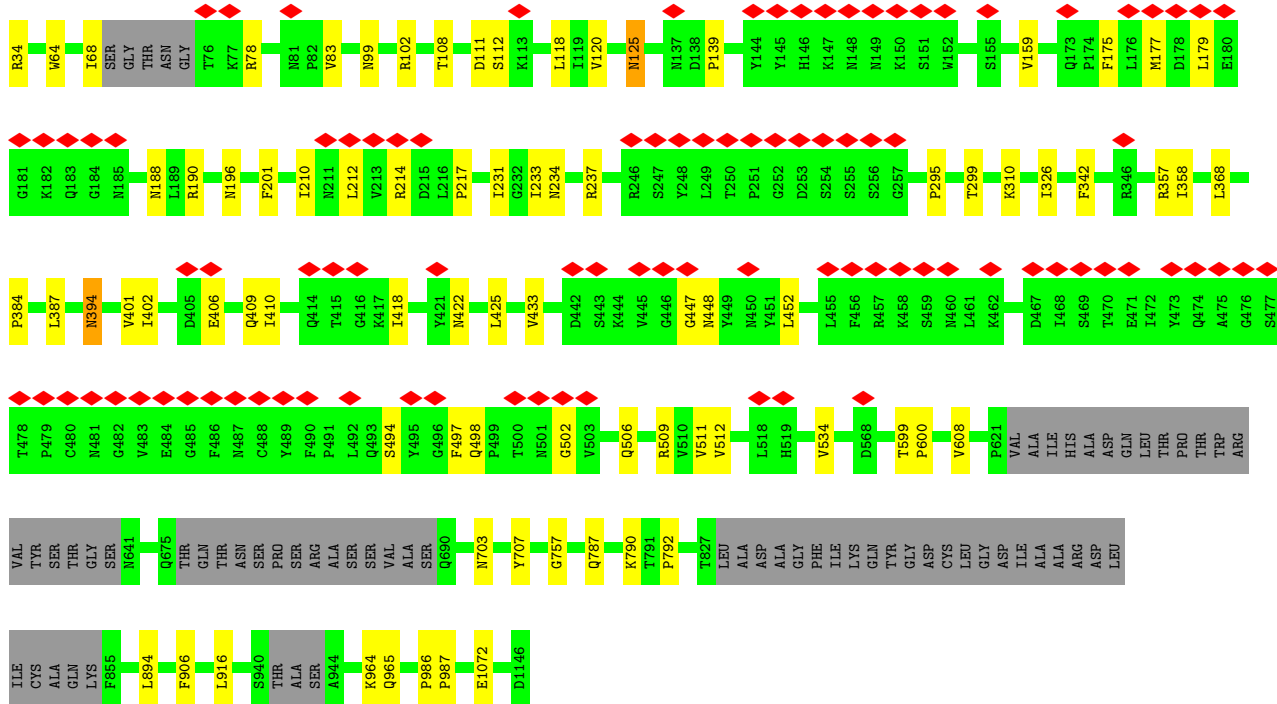 R34 W64 I68 SER GLY THR ASN GLY T76 K77 R78 N81 P82 V83 N99 R102 T108 D111 S112 K113 L118 I119 V120 N125 N137 D138 P139 Y144 Y145 H146 K147 N148 N149 K150 S151 W152 S155 V159 Q173 P174 F175 L176 M177 D178 L179 E180
G181 K182 Q183 G184 N185 N188 L189 R190 N196 F201 I210 N211 L212 V213 R214 D215 L216 P217 I231 G232 I233 N234 R237 R246 S247 Y248 L249 T250 P251 G252 D253 S254 S255 S256 G257 P295 T299 K310 I326 F342 R346 R357 I358 L368
P384 L387 N394 V401 I402 D405 E406 Q409 I410 Q414 T415 G416 K417 I418 Y421 N422 L425 V433 D442 S443 K444 V445 G446 G447 N448 Y449 N450 Y451 L452 L455 F456 R457 K458 S459 N460 L461 K462 D467 I468 S469 T470 E471 I472 Y473 Q474 A475 G476 S477
T478 P479 C480 N481 G482 V483 E484 G485 F486 N487 C488 Y489 F490 P491 L492 Q493 S494 Y495 G496 F497 Q498 P499 T500 N501 G502 V503 Q506 R509 V510 V511 V512 L518 H519 V534 D568 T599 P600 V608 P621 VAL ALA ILE HIS ALA ASP GLN LEU THR PRO THR TRP ARG
VAL TYR SER THR GLY SER N641 Q675 THR GLN THR ASN SER PRO SER ARG ALA SER SER VAL ALA SER Q690 N703 Y707 G757 Q787 K790 T791 P792 T827 LEU ALA ASP ALA GLY PHE ILE LYS GLN TYR GLY ASP CYS LEU GLY ASP ILE ALA ALA ARG ASP LEU
ILE CYS ALA GLN LYS F855 L894 F906 L916 S940 THR ALA SER A944 K964 Q965 P986 P987 E1072 D1146